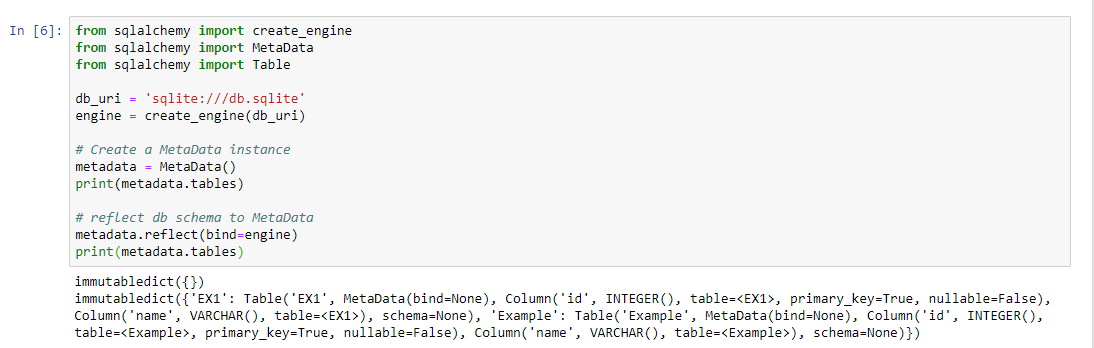 In [6]: from sqlalchemy import create_engine
from sqlalchemy import MetaData
from sqlalchemy import Table
db_uri = 'sqlite:///db.sqlite'
engine = create_engine(db_uri)
# Create a MetaData instance
metadata = MetaData()
print(metadata.tables)
# reflect db schema to MetaData
metadata.reflect(bind=engine)
print(metadata.tables)
immutabledict({})
immutabledict({'EX1': Table('EX1', MetaData(bind=None), Column('id', INTEGER(), table=<EX1>, primary_key=True, nullable=False),
Column('name', VARCHAR(), table=<EX1>), schema=None), 'Example': Table('Example', MetaData(bind=None), Column('id', INTEGER(),
table=<Example>, primary_key=True, nullable=False), Column('name', VARCHAR(), table=<Example>), schema=None)})